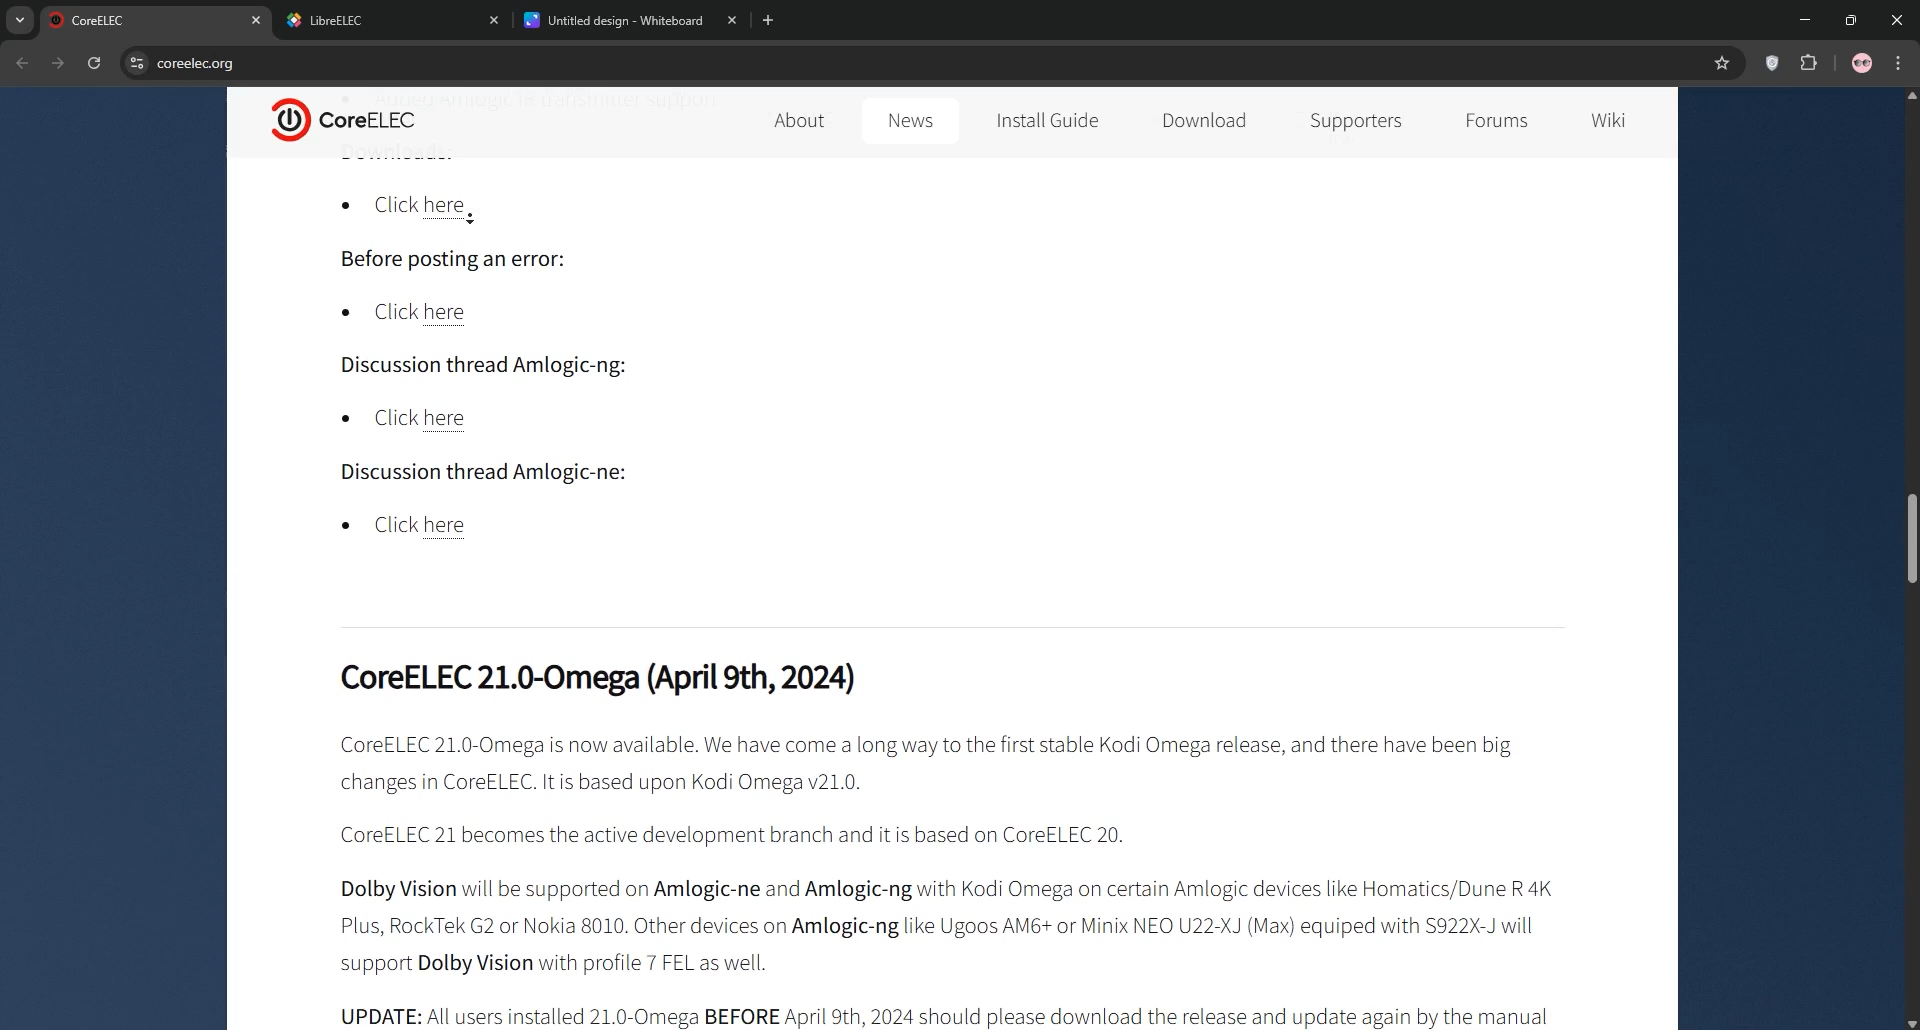 CoreELEC
LibreELEC
Untitled design - Whiteboard
coreelec.org
Added Amlogic-ne transmitter support
CoreELEC
About
News
Install Guide
Download
Supporters
Forums
Wiki
Downloads:
Click here
Before posting an error:
Click here
Discussion thread Amlogic-ng:
Click here
Discussion thread Amlogic-ne:
Click here
CoreELEC 21.0-Omega (April 9th, 2024)
CoreELEC 21.0-Omega is now available. We have come a long way to the first stable Kodi Omega release, and there have been big
changes in CoreELEC. It is based upon Kodi Omega v21.0.
CoreELEC 21 becomes the active development branch and it is based on CoreELEC 20.
Dolby Vision will be supported on Amlogic-ne and Amlogic-ng with Kodi Omega on certain Amlogic devices like Homatics/Dune R 4K
Plus, RockTek G2 or Nokia 8010. Other devices on Amlogic-ng like Ugoos AM6+ or Minix NEO U22-XJ (Max) equiped with S922X-J will
support Dolby Vision with profile 7 FEL as well.
UPDATE: All users installed 21.0-Omega BEFORE April 9th, 2024 should please download the release and update again by the manual